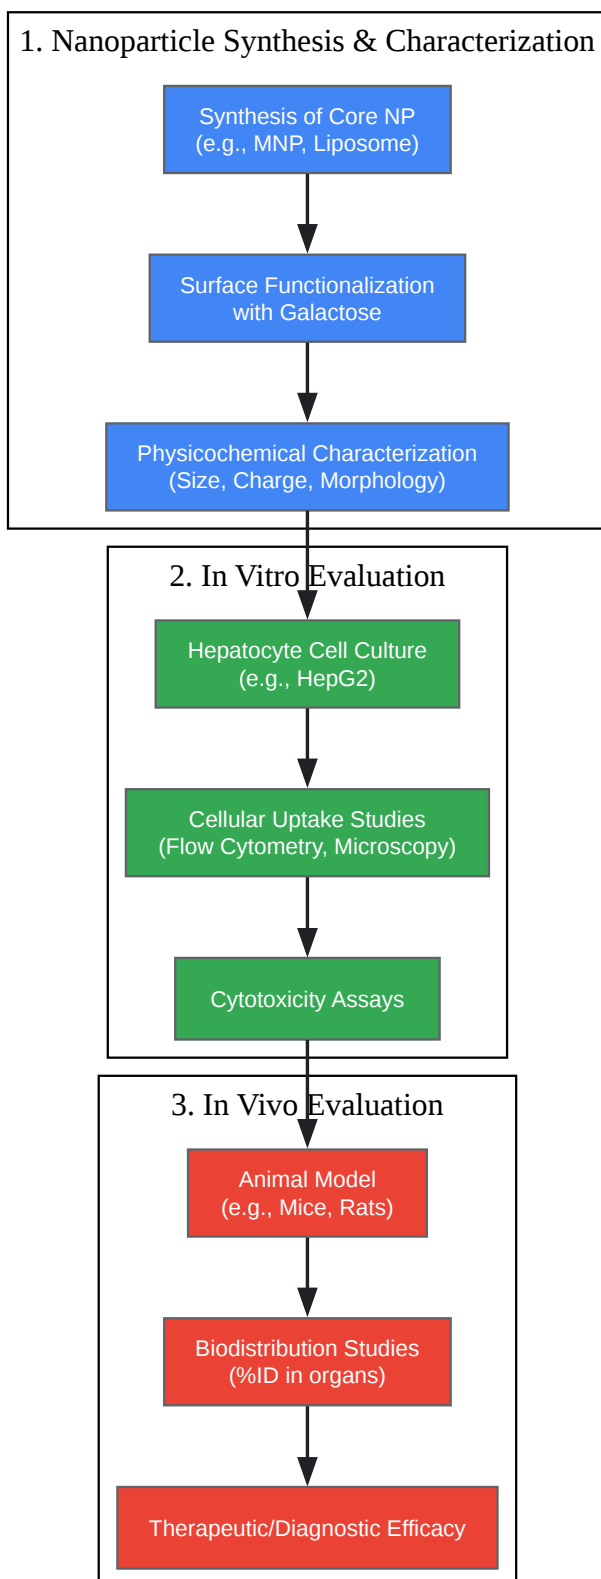 1. Nanoparticle Synthesis & Characterization
Synthesis of Core NP
(e.g., MNP, Liposome)
Surface Functionalization
with Galactose
Physicochemical Characterization
(Size, Charge, Morphology)
2. In Vitro Evaluation
Hepatocyte Cell Culture
(e.g., HepG2)
Cellular Uptake Studies
(Flow Cytometry, Microscopy)
Cytotoxicity Assays
3. In Vivo Evaluation
Animal Model
(e.g., Mice, Rats)
Biodistribution Studies
(%ID in organs)
Therapeutic/Diagnostic Efficacy